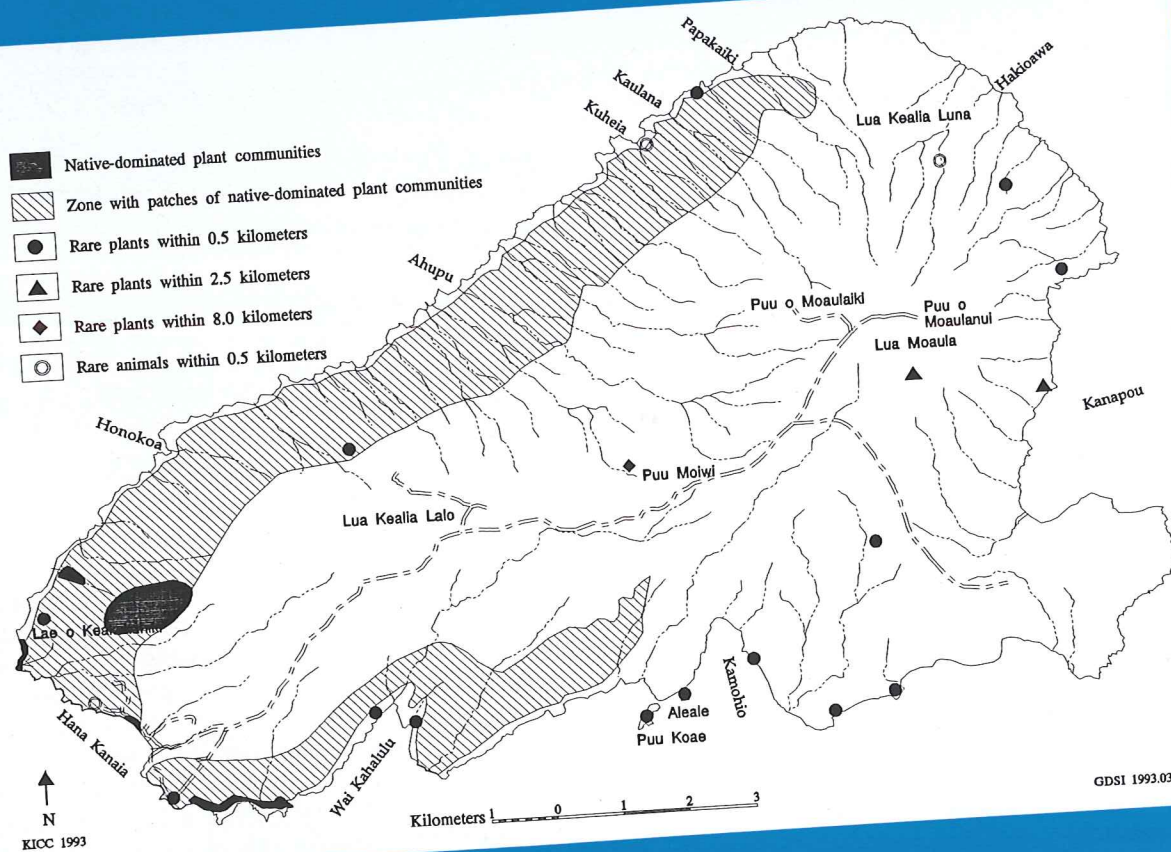 Native-dominated plant communities
Zone with patches of native-dominated plant communities
Rare plants within 0.5 kilometers
Rare plants within 2.5 kilometers
Rare plants within 8.0 kilometers
Rare animals within 0.5 kilometers
Papakaiki
Kaulana
Kuheia
Hakioawa
Lua Kealia Luna
Ahupu
Puu o Moaulaiki
Puu o
Moaulanui
Lua Moaula
Kanapou
Honokoa
Puu Moiwi
Lua Kealia Lalo
Lae o
Hana Kanaia
Wai Kahalulu
Kamohio
Aleale
Puu Koae
N
KICC 1993
Kilometers 1 0 1 2 3
GDSI 1993.03